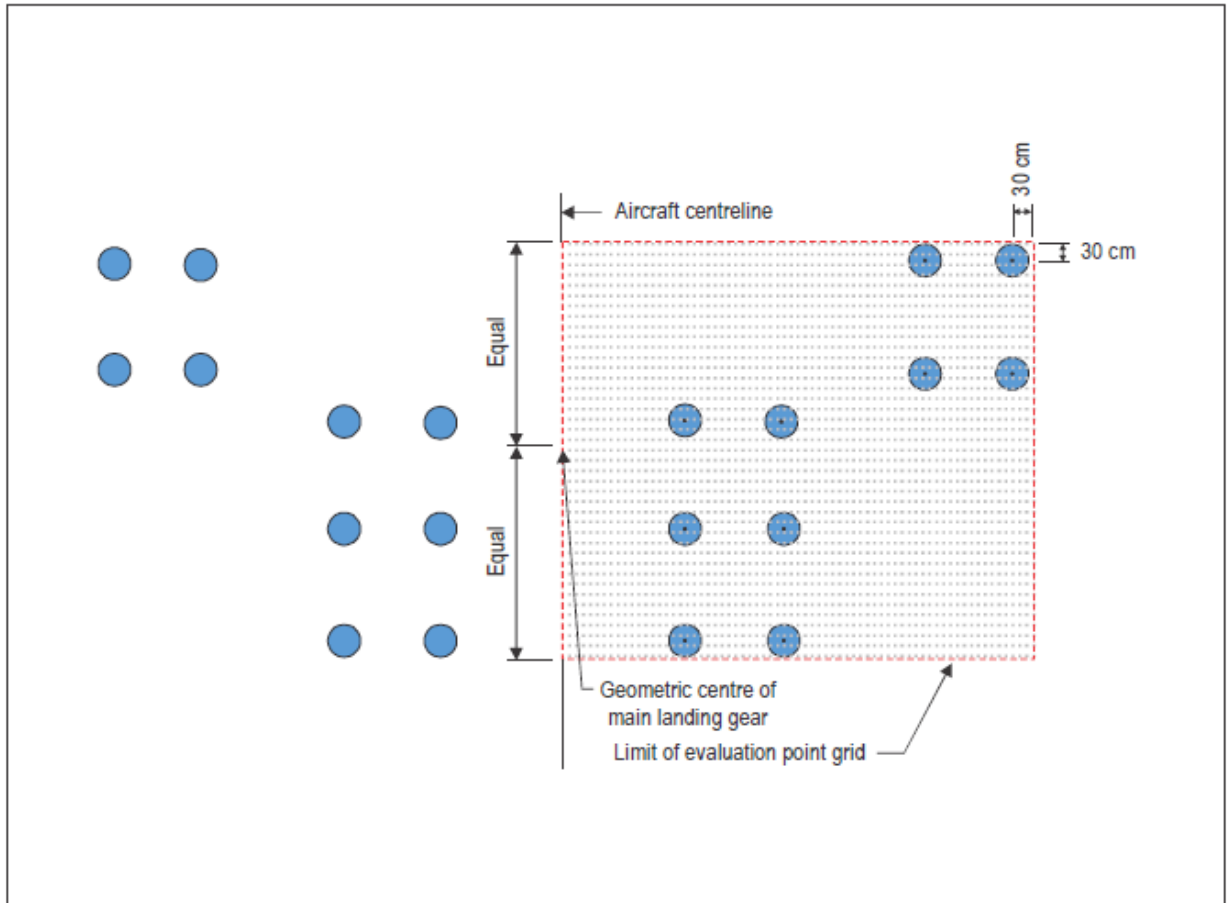 30 cm
Aircraft centreline
30 cm
Equal
Equal
Geometric centre of
main landing gear
Limit of evaluation point grid